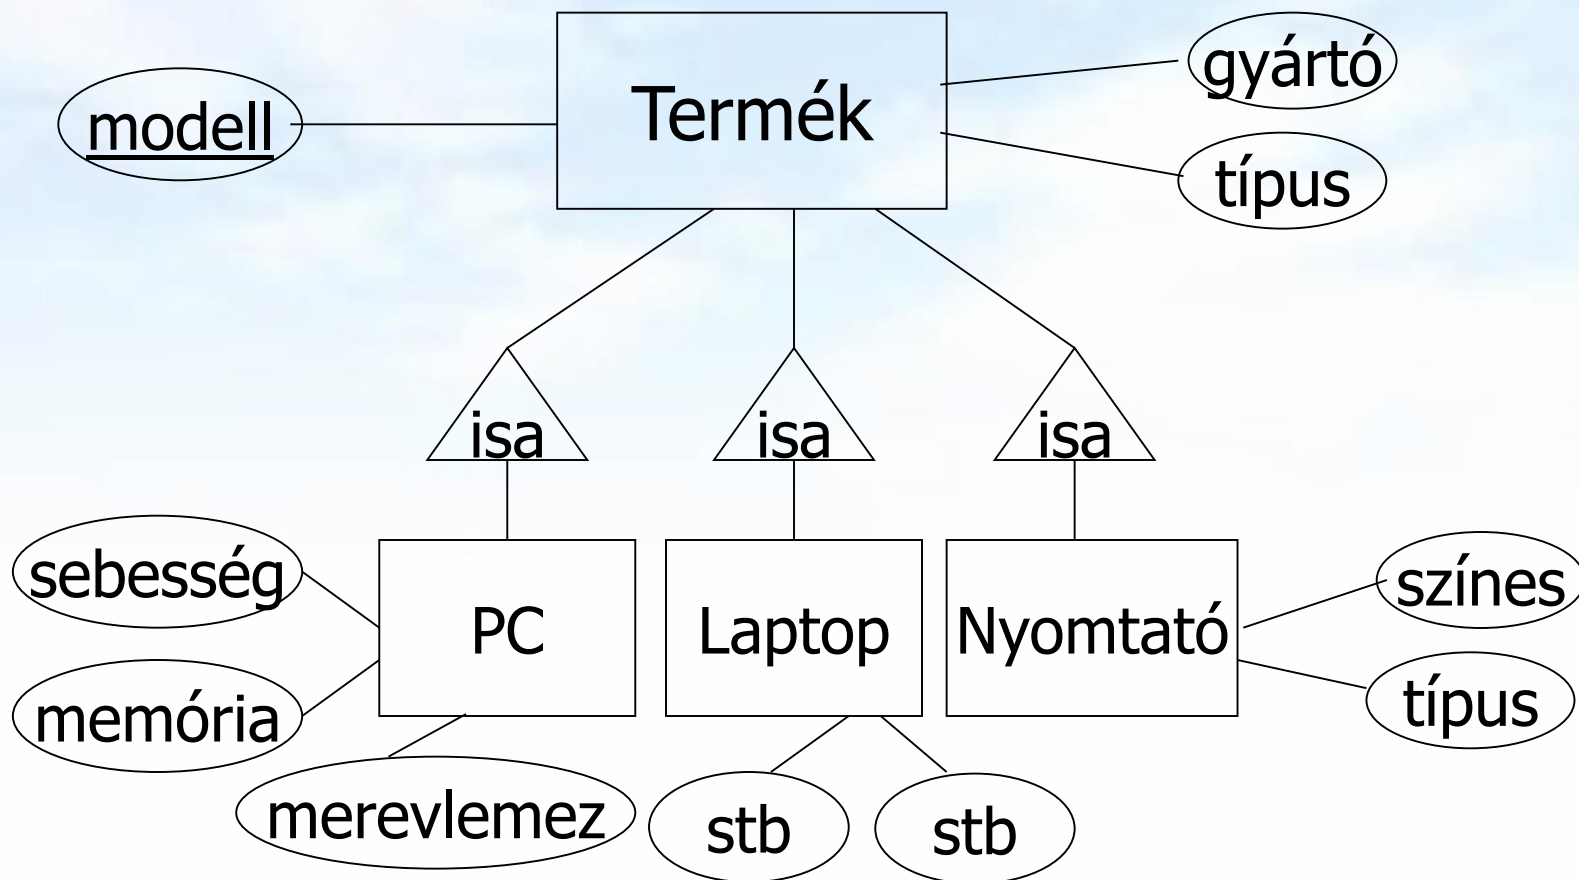 gyártó
modell
Termék
típus
isa
isa
isa
sebesség
PC
Laptop
Nyomtató
színes
memória
típus
merevlemez
stb
stb